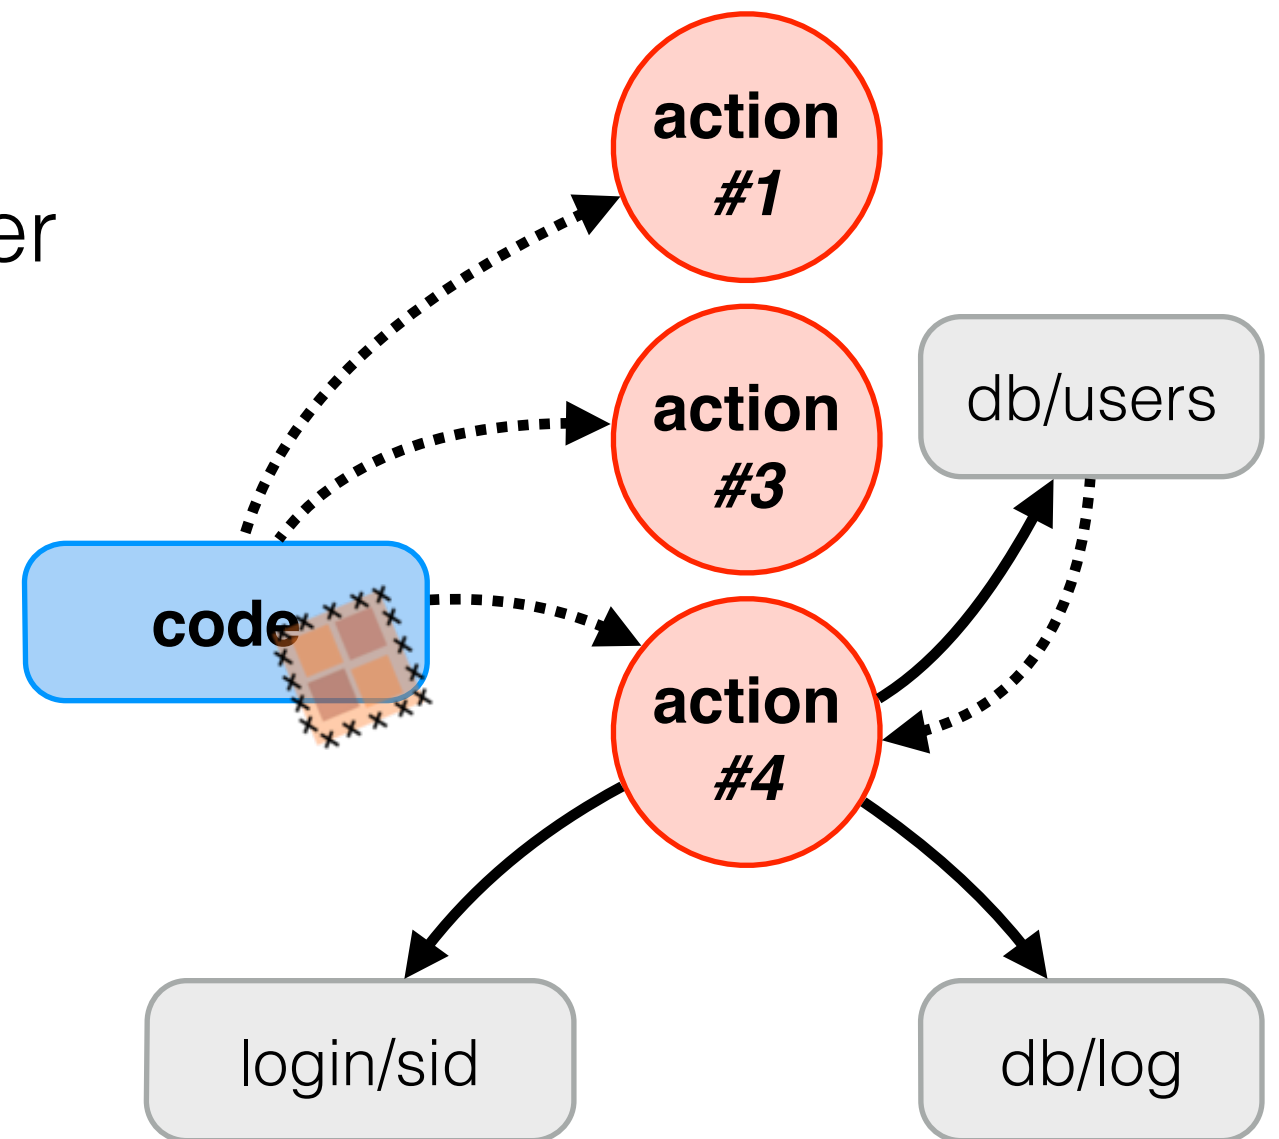 action
#1
er
action
#3
db/users
code
action
#4
login/sid
db/log